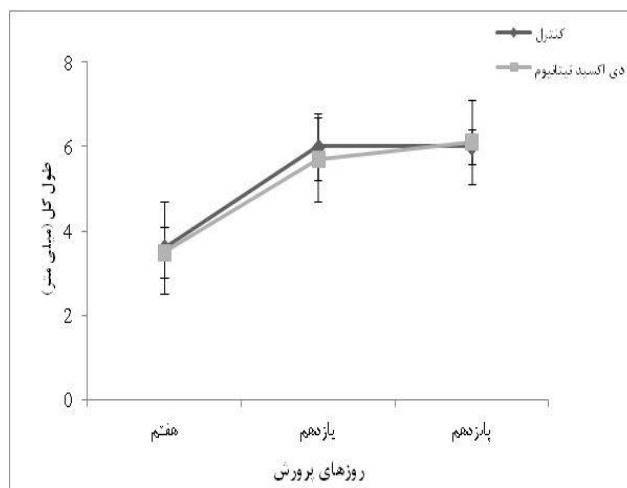 کنترل
دی اکسید تیتانیوم
8
6
4
2
0
طول کل (میلی متر)
هفتم
یازدهم
پانزدهم
روزهای پرورش